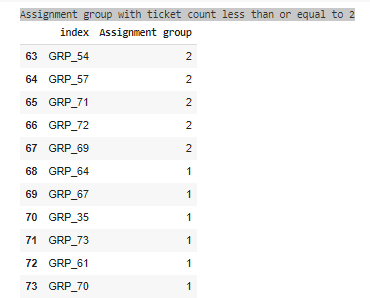 Assignment group with ticket count less than or equal to 2
index Assignment group
63 GRP_54 2
64 GRP_57 2
65 GRP_71 2
66 GRP_72 2
67 GRP_69 2
68 GRP_64 1
69 GRP_67 1
70 GRP_35 1
71 GRP_73 1
72 GRP_61 1
73 GRP_70 1